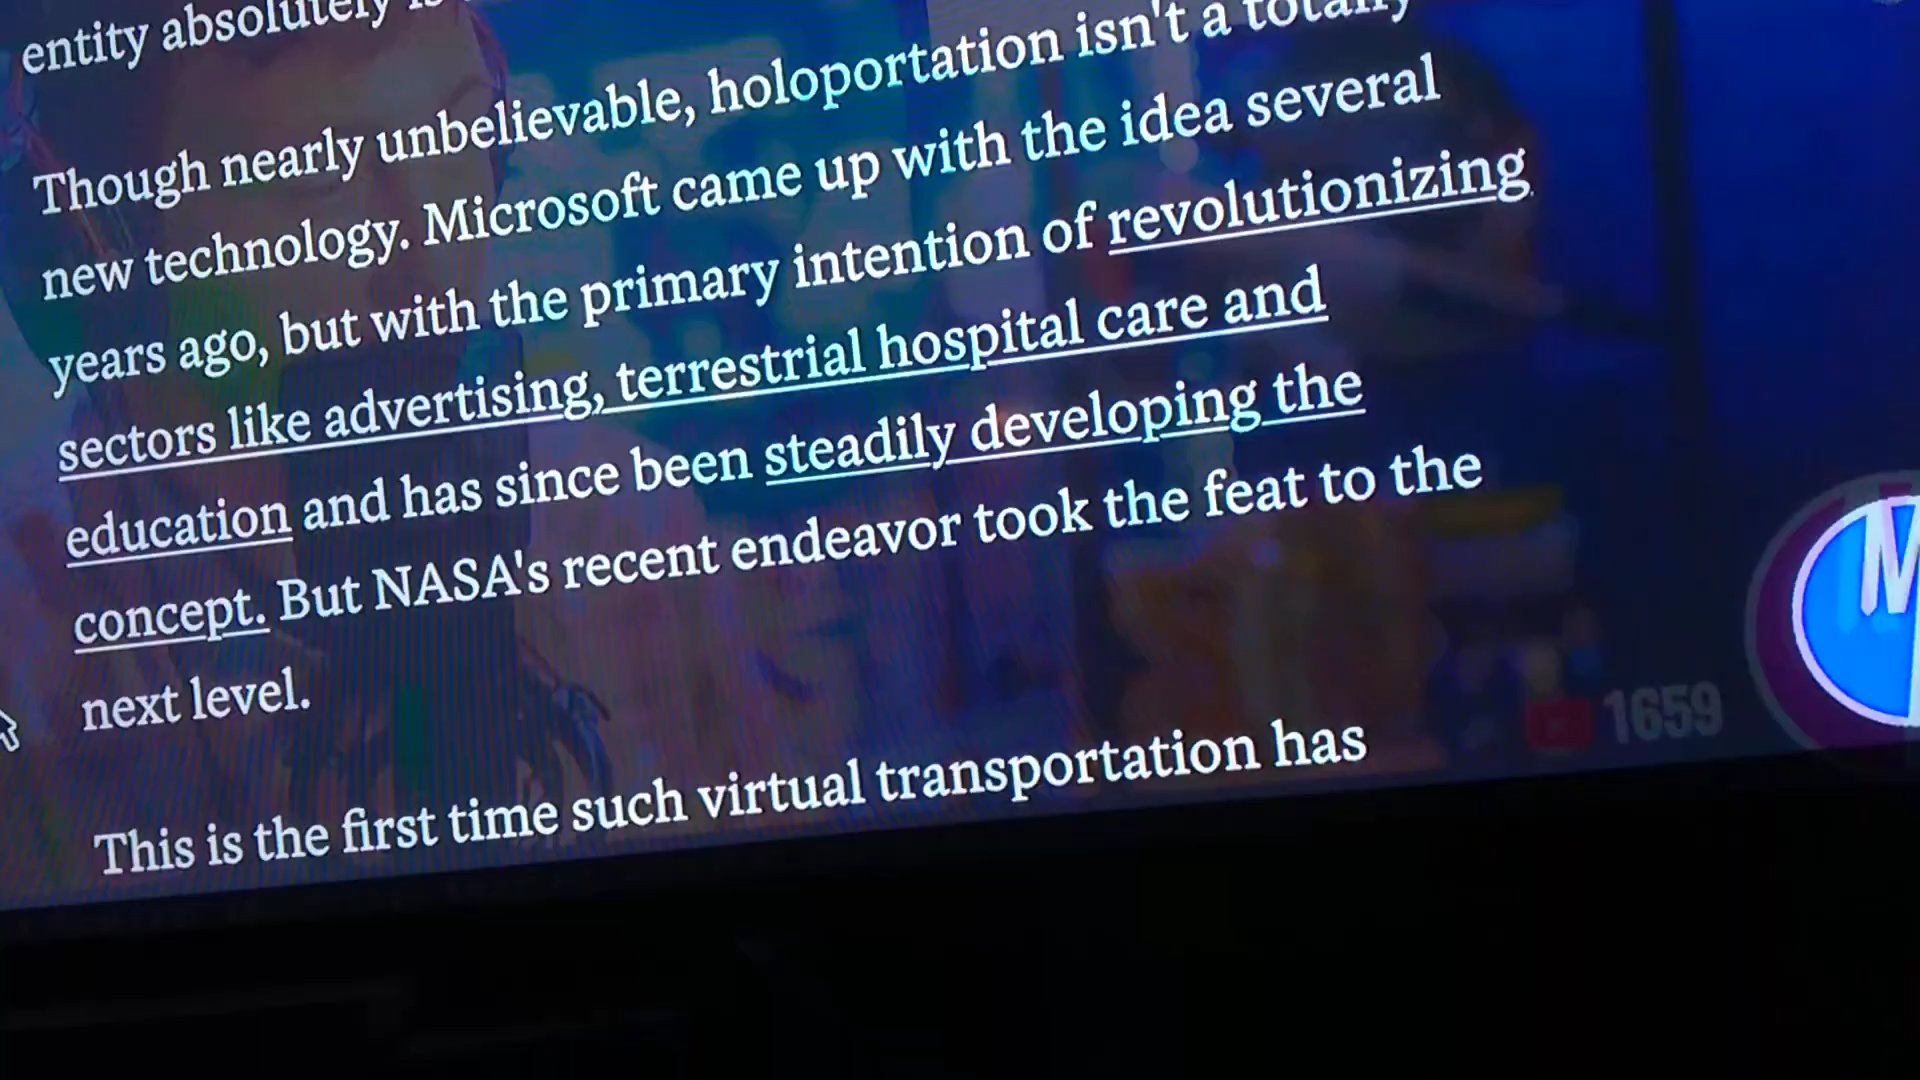 entity absolutely
Though nearly unbelievable, holoportation isn't a totally
new technology. Microsoft came up with the idea several
years ago, but with the primary intention of revolutionizing
sectors like advertising, terrestrial hospital care and
education and has since been steadily developing the
concept. But NASA's recent endeavor took the feat to the
next level.
This is the first time such virtual transportation has
1659